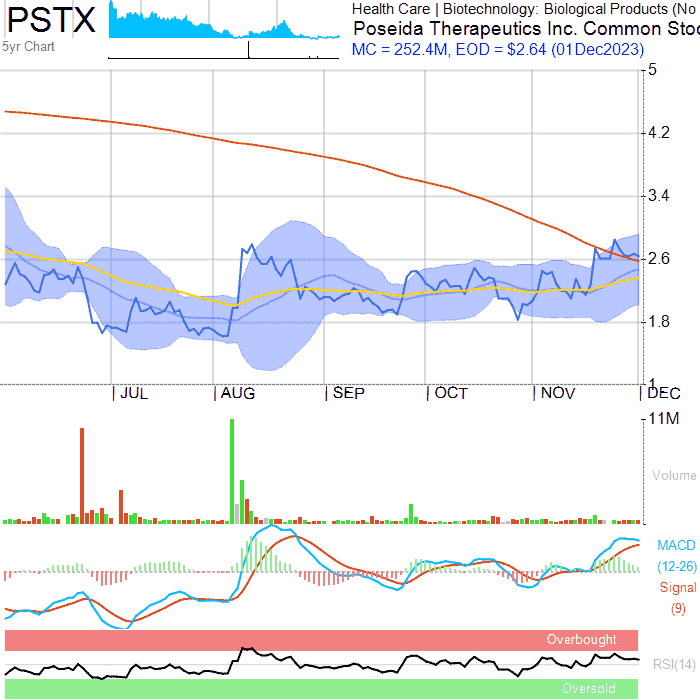 PSTX
5yr Chart
Health Care | Biotechnology: Biological Products (No
Poseida Therapeutics Inc. Common Stoc
MC = 252.4M, EOD = $2.64 (01Dec2023)
5
4.2
3.4
2.6
1.8
1
JUL
AUG
SEP
OCT
NOV
DEC
11M
Volume
MACD
(12-26)
Signal
(9)
Overbought
RSI(14)
Oversold